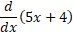 d/dx (5x + 4)